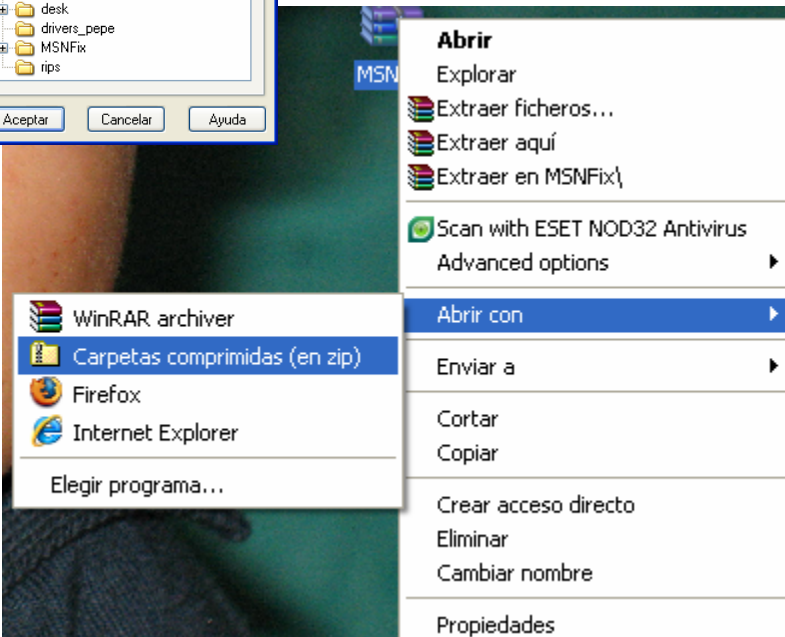 desk
drivers_pepe
MSNFix
rips
Aceptar
Cancelar
Ayuda
MSN
Abrir
Explorar
Extraer ficheros...
Extraer aquí
Extraer en MSNFix\
Scan with ESET NOD32 Antivirus
Advanced options
Abrir con
Enviar a
Cortar
Copiar
Crear acceso directo
Eliminar
Cambiar nombre
Propiedades
WinRAR archiver
Carpetas comprimidas (en zip)
Firefox
Internet Explorer
Elegir programa...